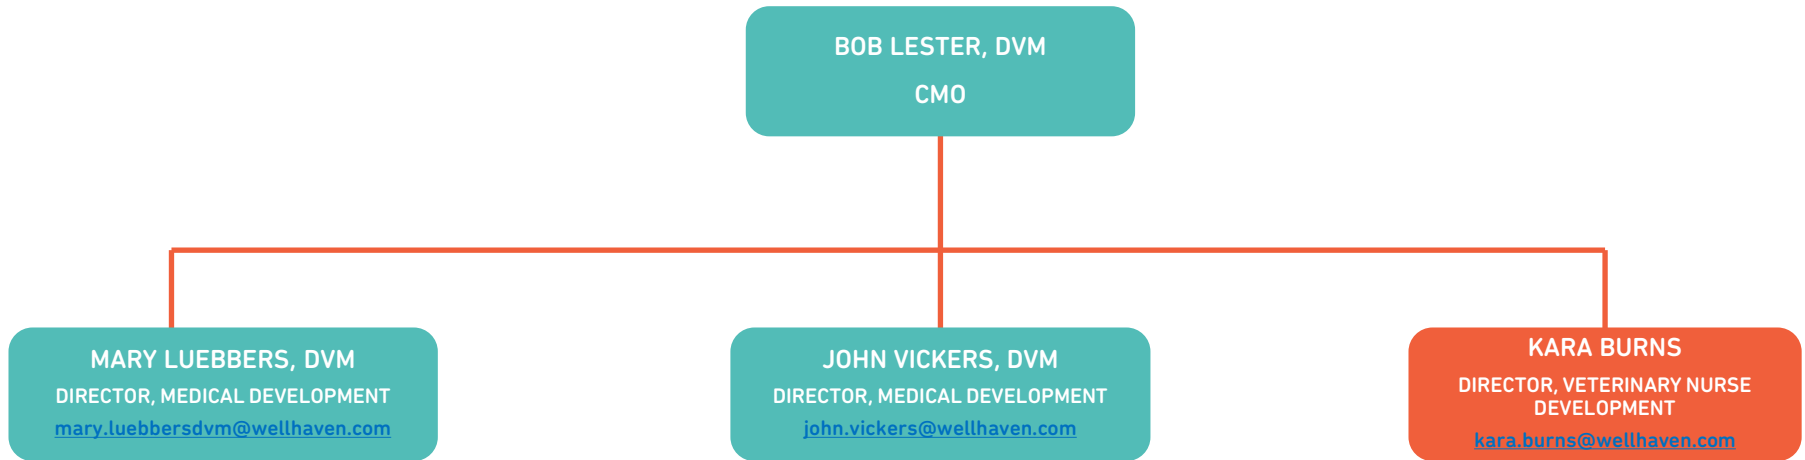 BOB LESTER, DVM
CMO
MARY LUEBBERS, DVM
DIRECTOR, MEDICAL DEVELOPMENT
mary.luebbersdvm@wellhaven.com
JOHN VICKERS, DVM
DIRECTOR, MEDICAL DEVELOPMENT
john.vickers@wellhaven.com
KARA BURNS
DIRECTOR, VETERINARY NURSE
DEVELOPMENT
kara.burns@wellhaven.com